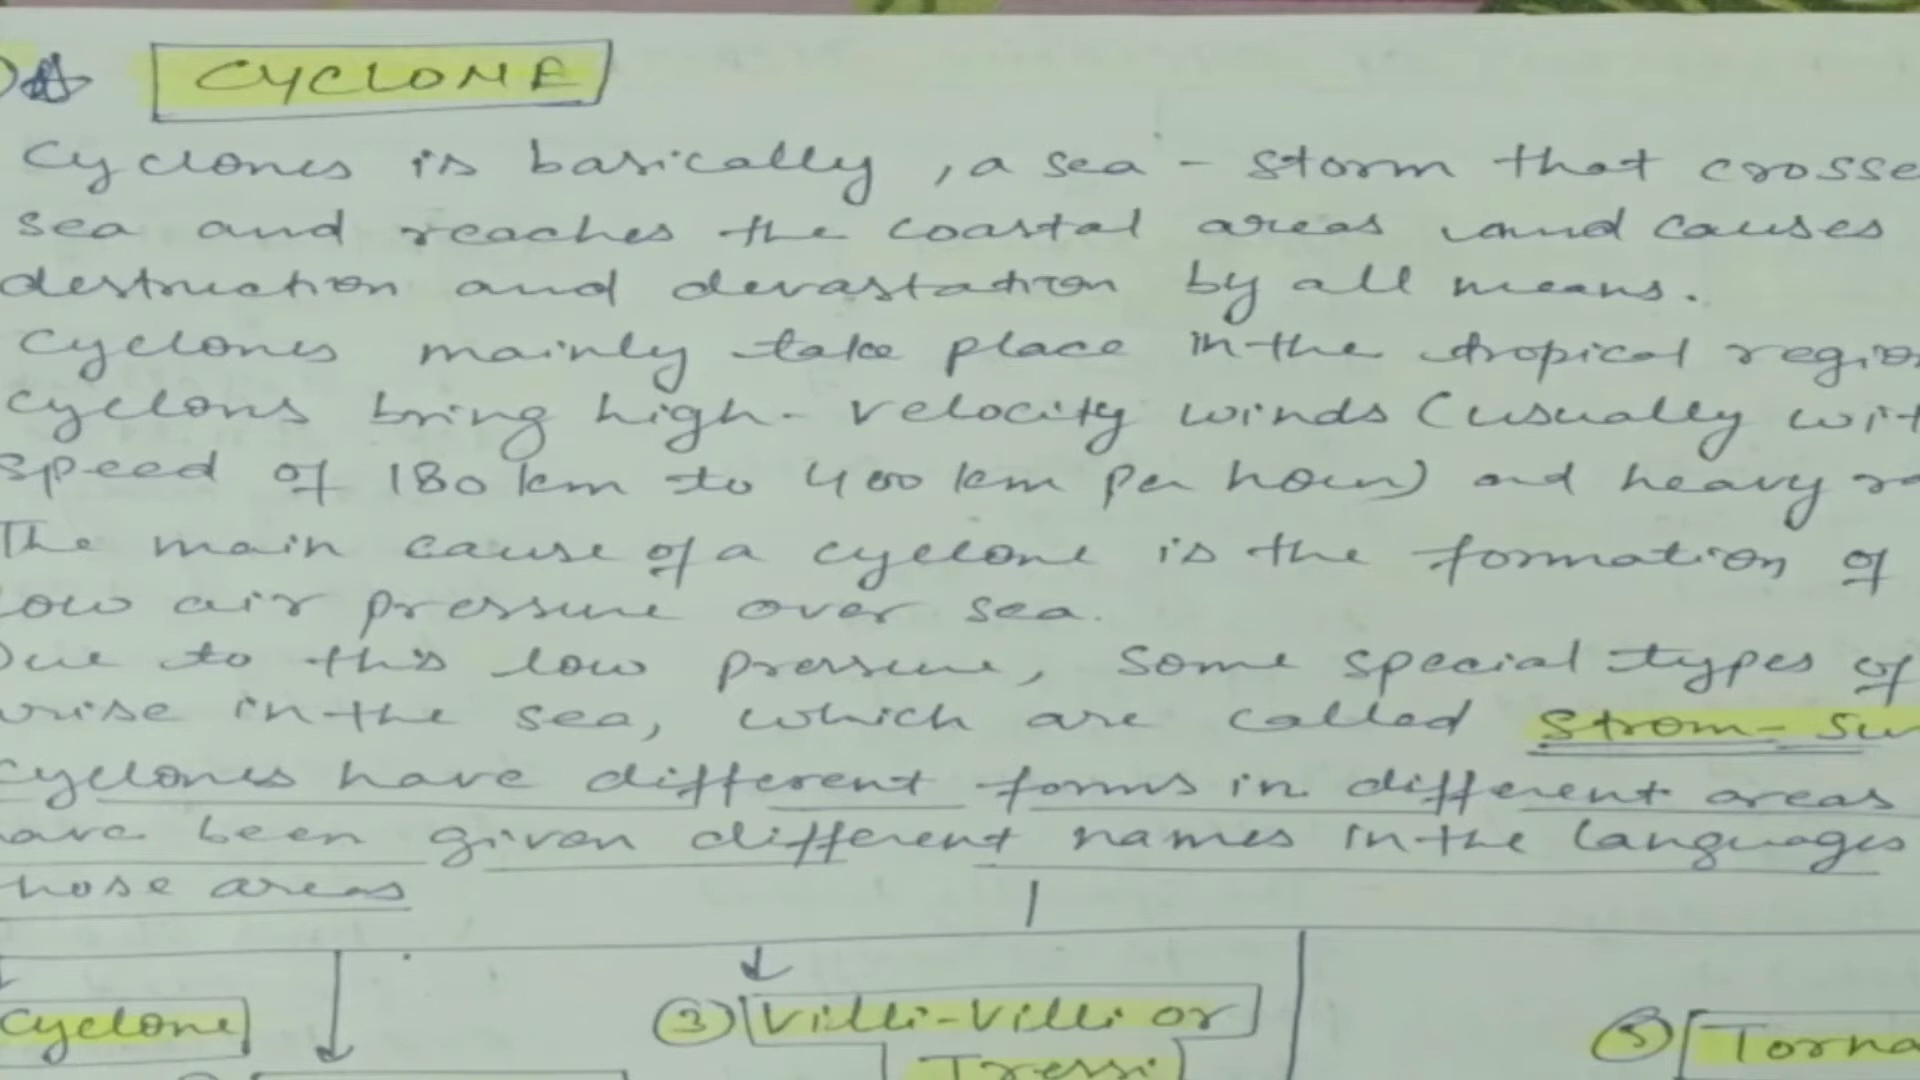 CYCLONE
Cyclones is basically, a sea - storm that crosse
sea and reaches the coastal areas and causes
destruction and devastation by all means.
Cyclones mainly take place in the tropical region
cyclons bring high - velocity winds (usually wit
speed of 180 km to 400 km per hour) and heavy ra
The main cause of a cyclone is the formation of
low air pressure over sea.
Due to this low pressure, some special types of
arise in the sea, which are called Strom - Su
cyclones have different forms in different areas
have been given different names in the languages
those areas
Cyclone
③ Villi-Villi or
Tressi
⑤ Torna